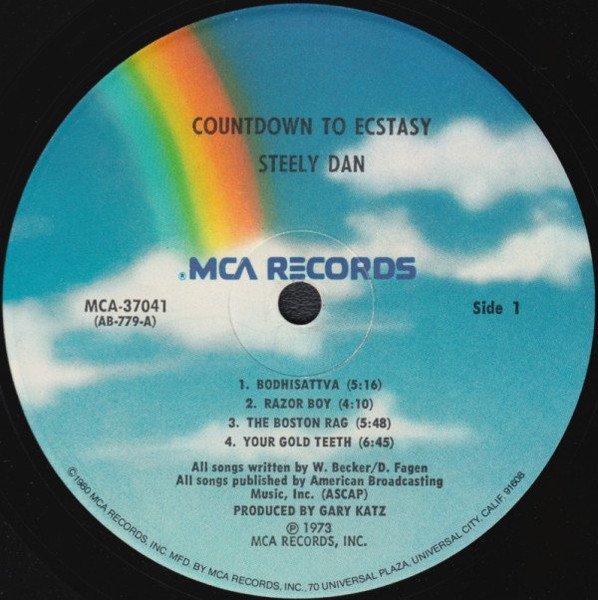 COUNTDOWN TO ECSTASY
STEELY DAN
®MCA RECORDS
MCA-37041
(AB-779-A)
Side 1
1. BODHISATTVA (5:16)
2. RAZOR BOY (4:10)
3. THE BOSTON RAG (5:48)
4. YOUR GOLD TEETH (6:45)
All songs written by W. Becker/D. Fagen
All songs published by American Broadcasting
Music, Inc. (ASCAP)
PRODUCED BY GARY KATZ
℗ 1973
MCA RECORDS, INC.
©1980 MCA RECORDS, INC. MFD. BY MCA RECORDS, INC., 70 UNIVERSAL PLAZA, UNIVERSAL CITY, CALIF. 91608